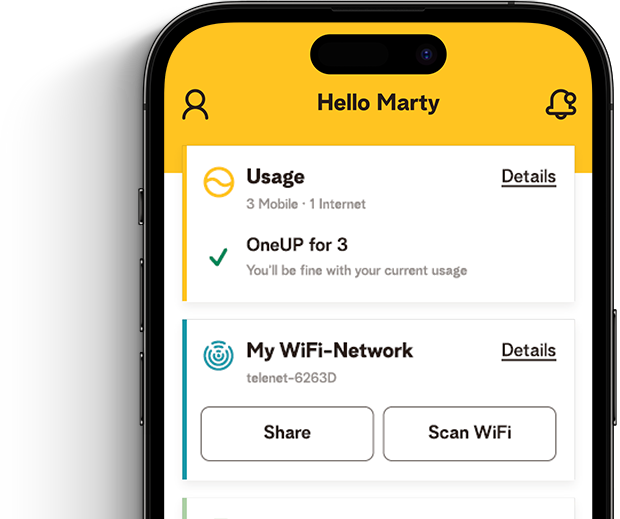 Hello Marty
Usage
Details
3 Mobile · 1 Internet
OneUP for 3
You'll be fine with your current usage
My WiFi-Network
Details
telenet-6263D
Share
Scan WiFi